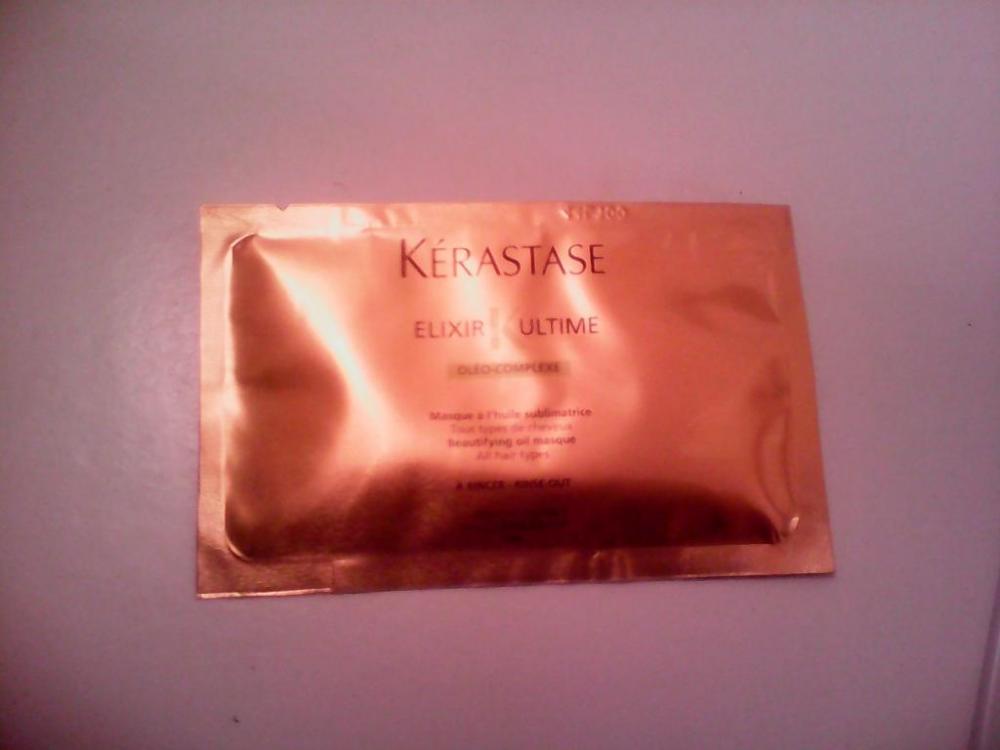 KÉRASTASE
ELIXIR K ULTIME
OLÉO-COMPLEXE
Masque à l'huile sublimatrice
Tous types de cheveux
Beautifying oil masque
All hair types
À RINCER - RINSE-OUT